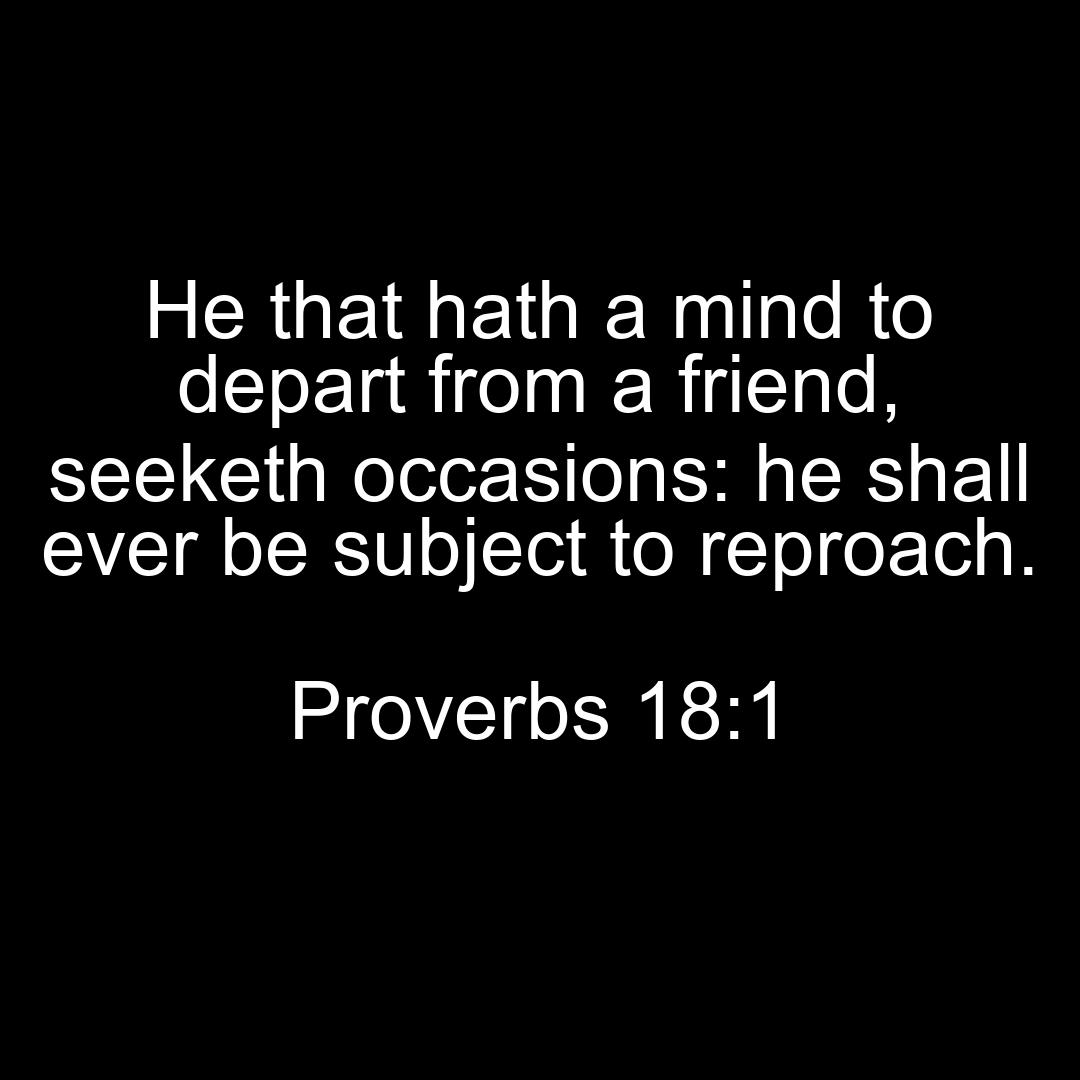 He that hath a mind to
depart from a friend,
seeketh occasions: he shall
ever be subject to reproach.
Proverbs 18:1